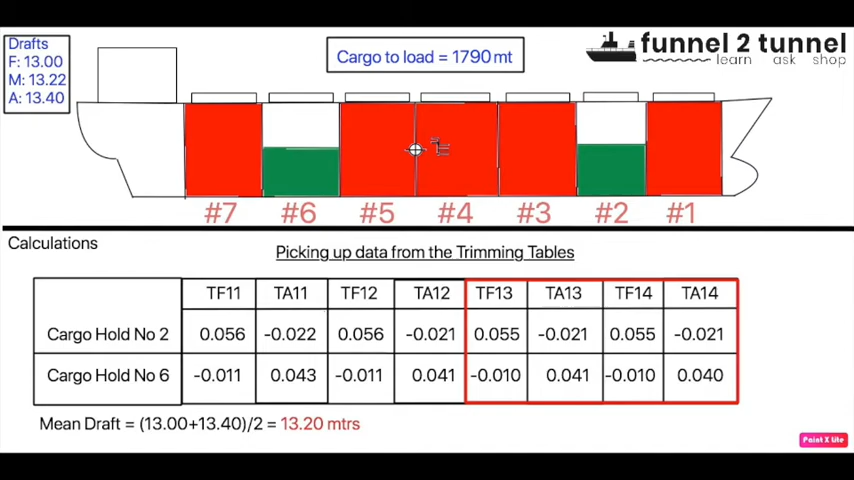 Drafts
F: 13.00
M: 13.22
A: 13.40
Cargo to load = 1790 mt
funnel 2 tunnel
learn ask shop
#7 #6 #5 #4 #3 #2 #1
Calculations
Picking up data from the Trimming Tables
TF11 TA11 TF12 TA12 TF13 TA13 TF14 TA14
Cargo Hold No 2 0.056 -0.022 0.056 -0.021 0.055 -0.021 0.055 -0.021
Cargo Hold No 6 -0.011 0.043 -0.011 0.041 -0.010 0.041 -0.010 0.040
Mean Draft = (13.00+13.40)/2 = 13.20 mtrs
Paint X Lite